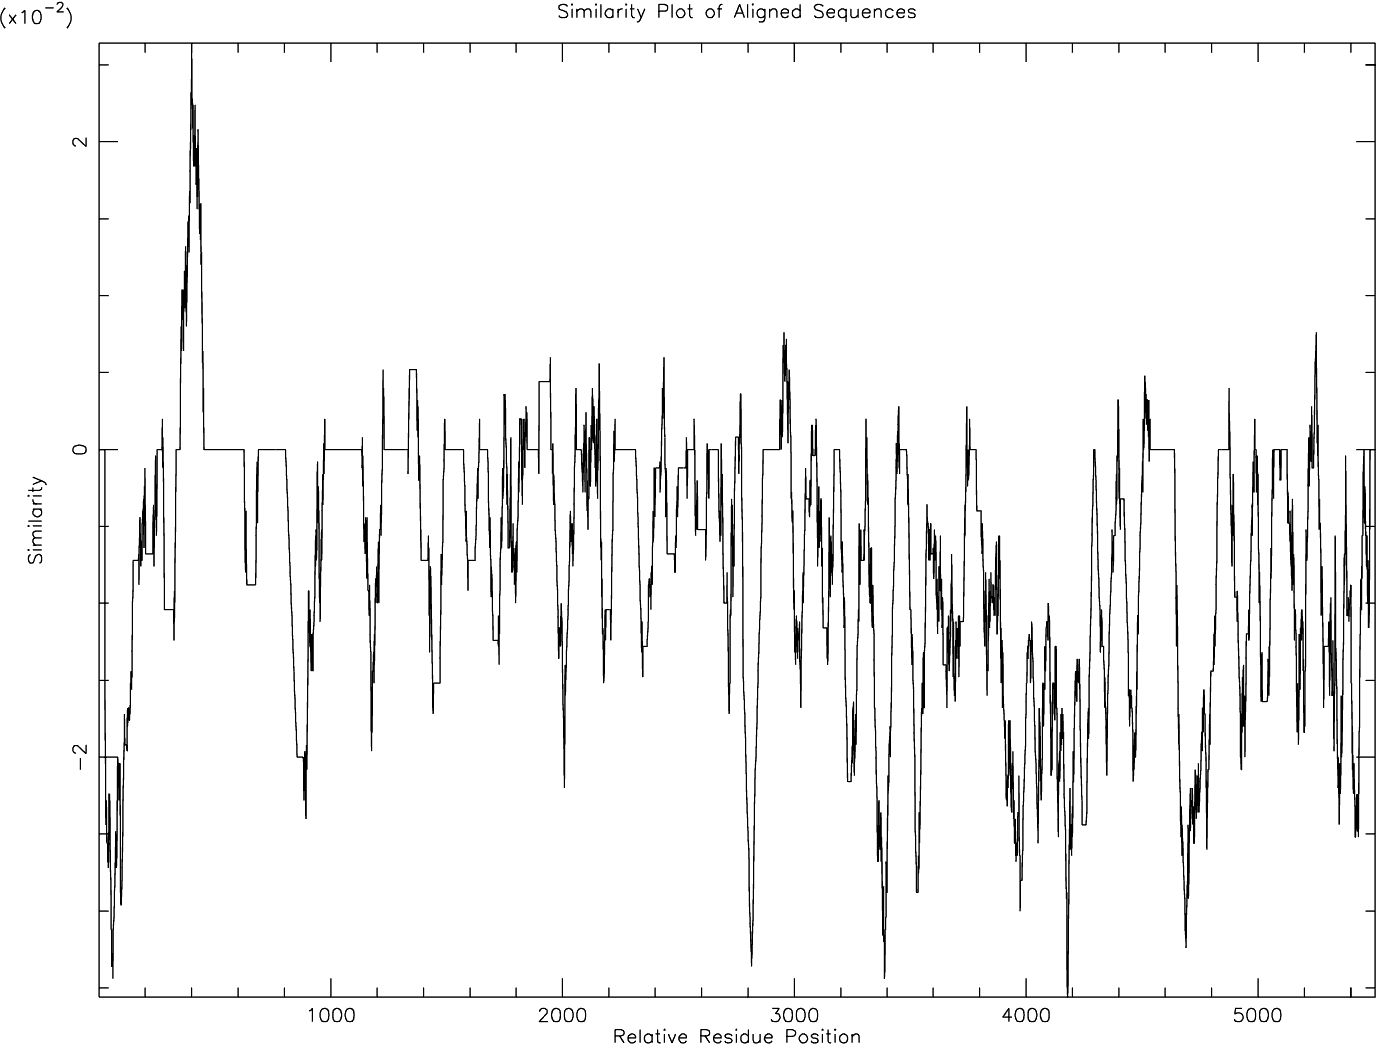 (x10⁻²)
Similarity Plot of Aligned Sequences
2
0
−2
Similarity
1000 2000 3000 4000 5000
Relative Residue Position